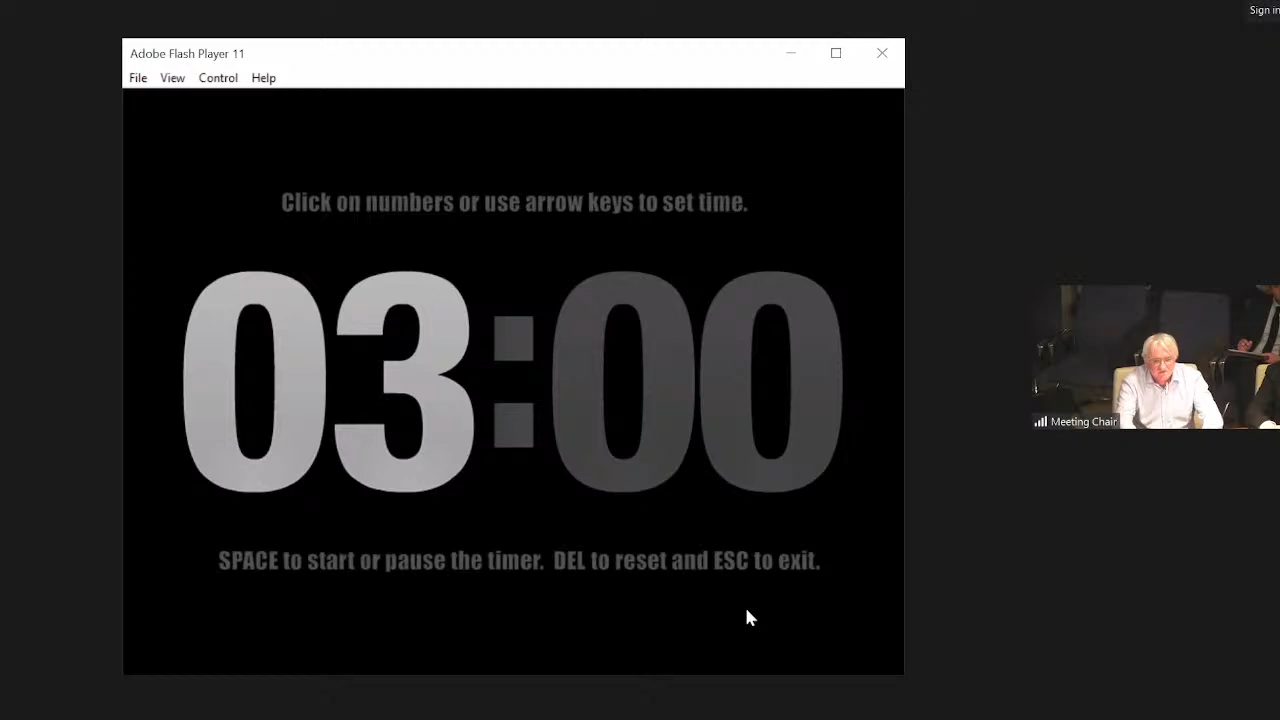 Sign in
Adobe Flash Player 11
File View Control Help
Click on numbers or use arrow keys to set time.
03:00
Meeting Chair
SPACE to start or pause the timer. DEL to reset and ESC to exit.